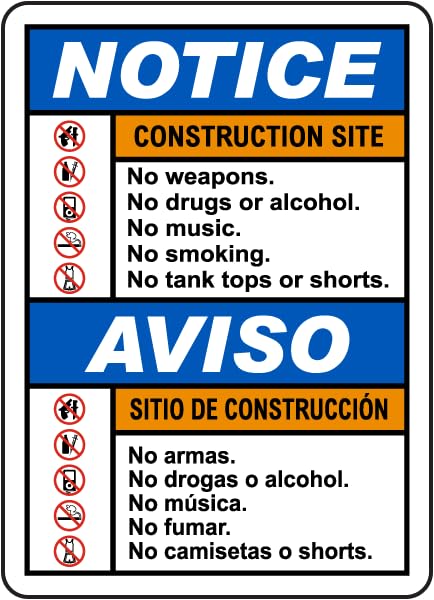 NOTICE
CONSTRUCTION SITE
No weapons.
No drugs or alcohol.
No music.
No smoking.
No tank tops or shorts.
AVISO
SITIO DE CONSTRUCCIÓN
No armas.
No drogas o alcohol.
No música.
No fumar.
No camisetas o shorts.